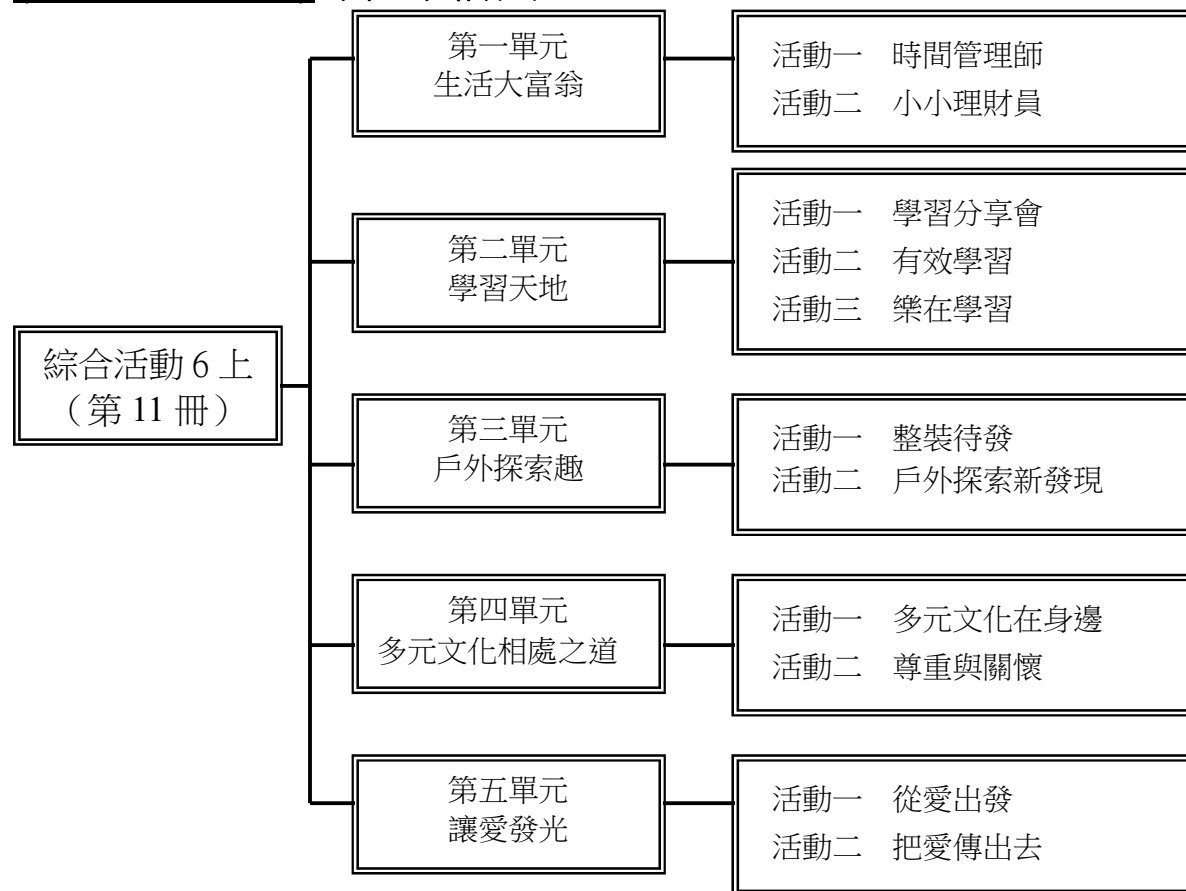 綜合活動 6 上
（第 11 冊）
第一單元
生活大富翁
活動一　時間管理師
活動二　小小理財員
第二單元
學習天地
活動一　學習分享會
活動二　有效學習
活動三　樂在學習
第三單元
戶外探索趣
活動一　整裝待發
活動二　戶外探索新發現
第四單元
多元文化相處之道
活動一　多元文化在身邊
活動二　尊重與關懷
第五單元
讓愛發光
活動一　從愛出發
活動二　把愛傳出去